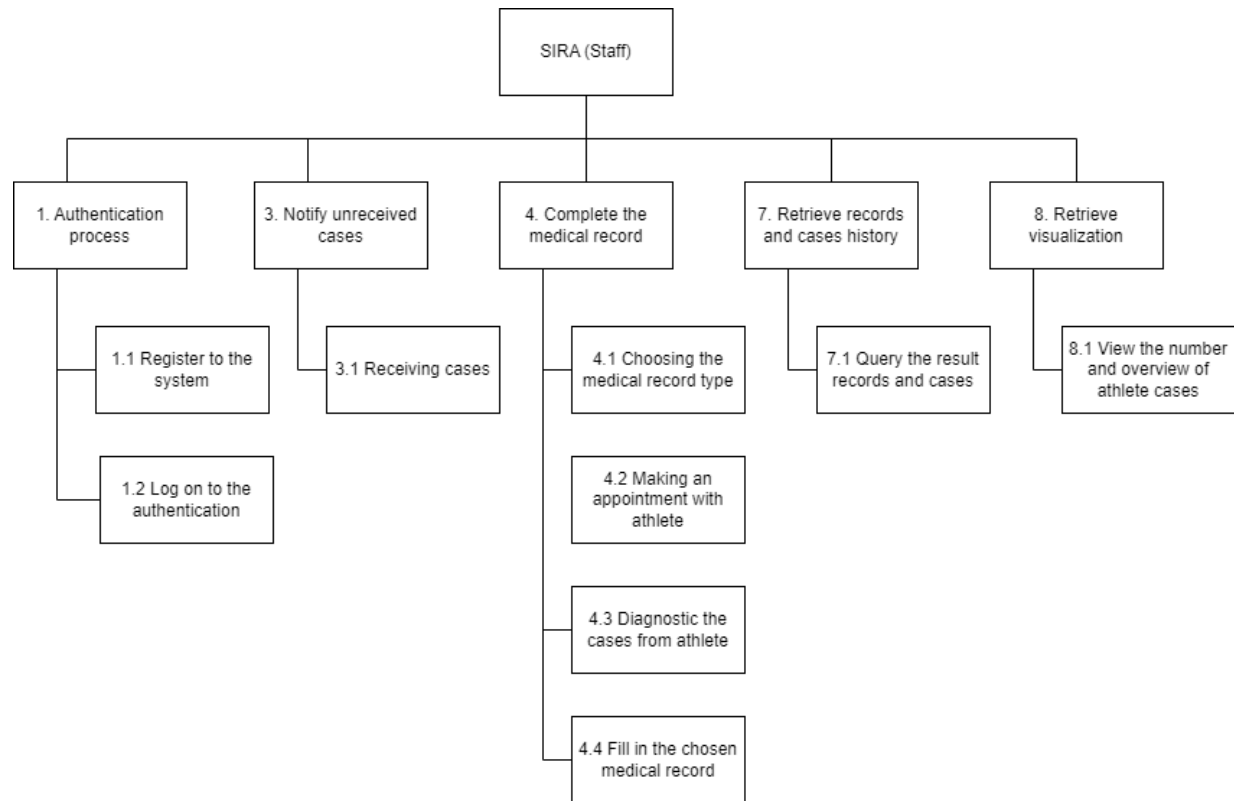 SIRA (Staff)
1. Authentication
process
3. Notify unreceived
cases
4. Complete the
medical record
7. Retrieve records
and cases history
8. Retrieve
visualization
1.1 Register to the
system
3.1 Receiving cases
4.1 Choosing the
medical record type
7.1 Query the result
records and cases
8.1 View the number
and overview of
athlete cases
1.2 Log on to the
authentication
4.2 Making an
appointment with
athlete
4.3 Diagnostic the
cases from athlete
4.4 Fill in the chosen
medical record